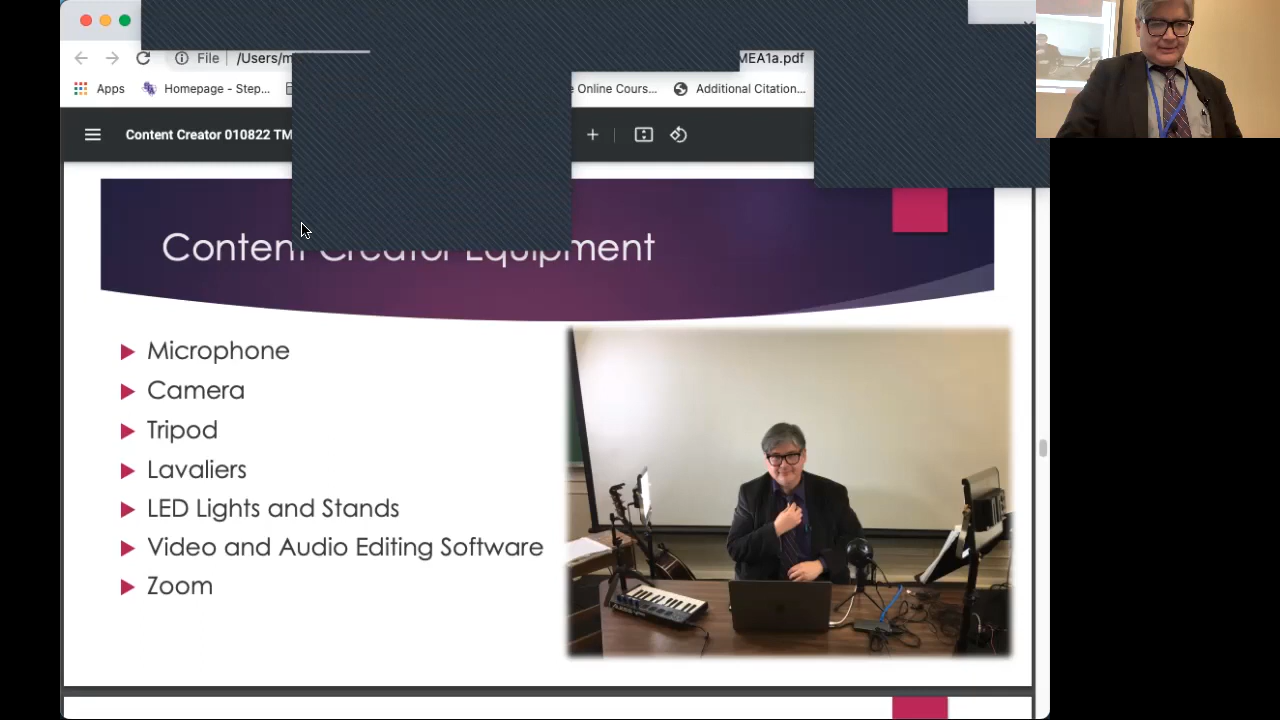 File /Users/m MEA1a.pdf
Apps Homepage - Step... Online Cours... Additional Citation...
Content Creator 010822 TM
Content Creator Equipment
Microphone
Camera
Tripod
Lavaliers
LED Lights and Stands
Video and Audio Editing Software
Zoom